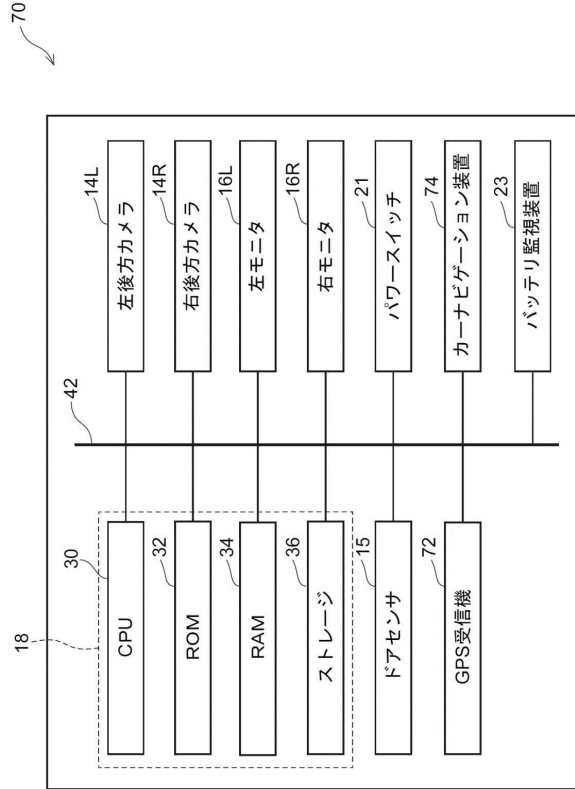 70
18
30
CPU
32
ROM
34
RAM
36
ストレージ
15
ドアセンサ
72
GPS受信機
42
14L
左後方カメラ
14R
右後方カメラ
16L
左モニタ
16R
右モニタ
21
パワースイッチ
74
カーナビゲーション装置
23
バッテリ監視装置